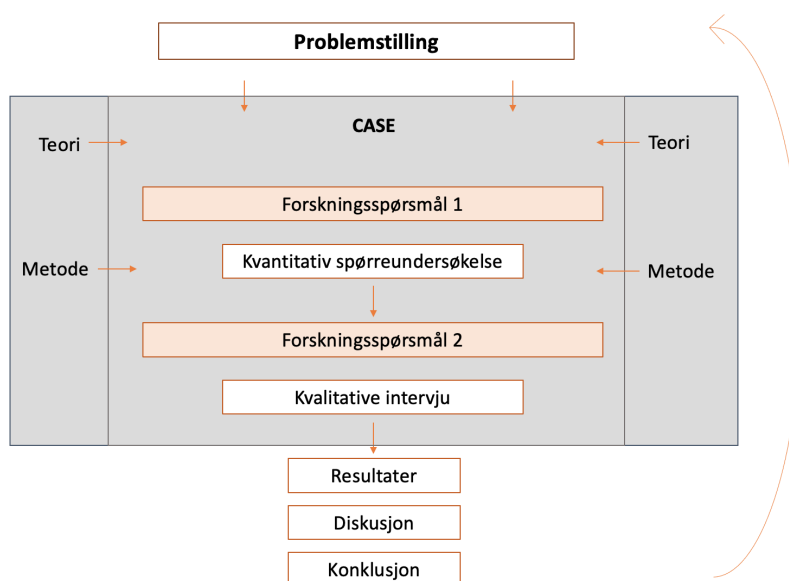 Problemstilling
CASE
Teori
Teori
Forskningsspørsmål 1
Kvantitativ spørreundersøkelse
Metode
Metode
Forskningsspørsmål 2
Kvalitative intervju
Resultater
Diskusjon
Konklusjon